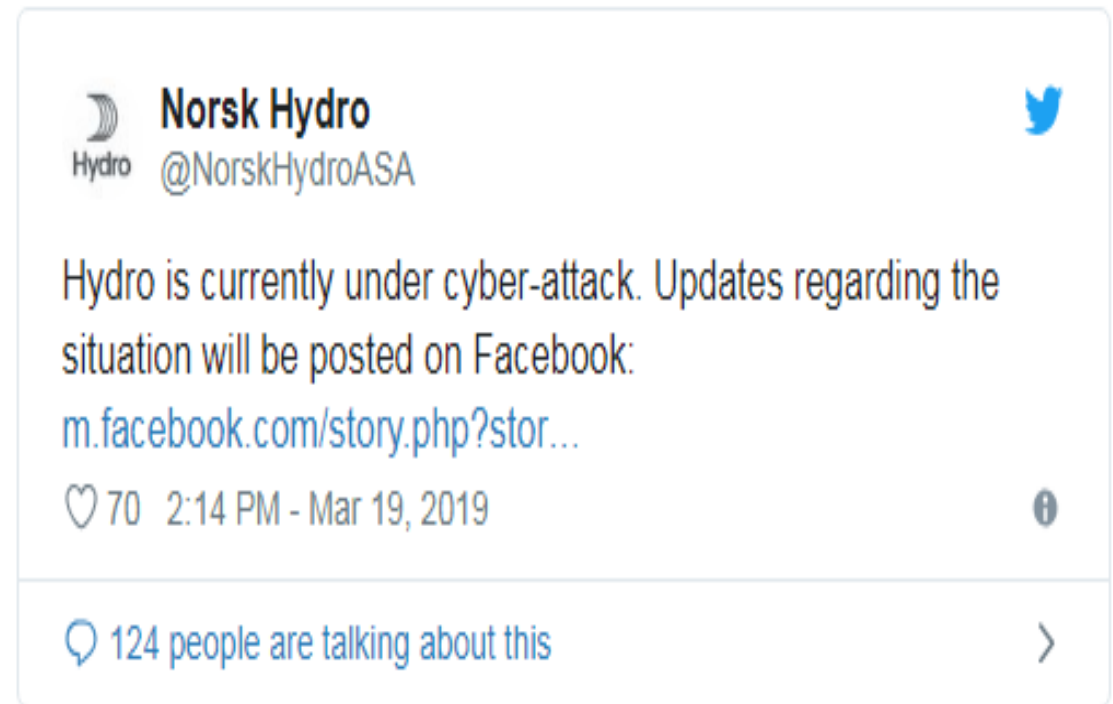 Norsk Hydro
Hydro
@NorskHydroASA
Hydro is currently under cyber-attack. Updates regarding the
situation will be posted on Facebook:
m.facebook.com/story.php?stor...
70 2:14 PM - Mar 19, 2019
124 people are talking about this